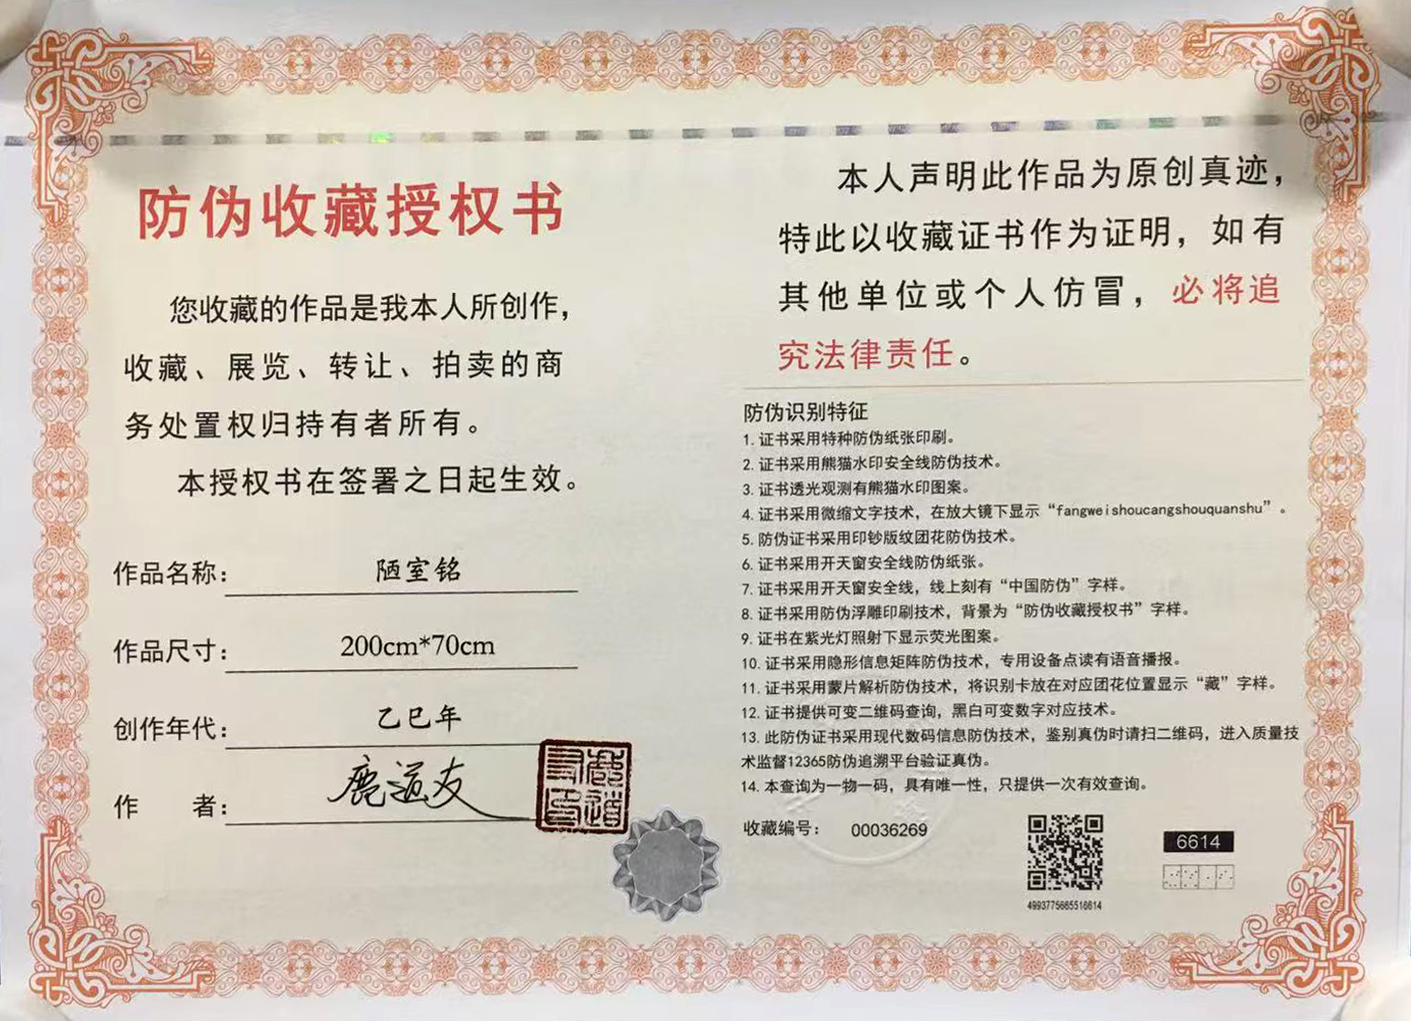 防伪收藏授权书
您收藏的作品是我本人所创作，
收藏、展览、转让、拍卖的商
务处置权归持有者所有。
本授权书在签署之日起生效。
作品名称：陋室铭
作品尺寸：200cm*70cm
创作年代：乙巳年
作 者：鹿道友
本人声明此作品为原创真迹，
特此以收藏证书作为证明，如有
其他单位或个人仿冒，必将追
究法律责任。
防伪识别特征
1. 证书采用特种防伪纸张印刷。
2. 证书采用熊猫水印安全线防伪技术。
3. 证书透光观测有熊猫水印图案。
4. 证书采用微缩文字技术，在放大镜下显示“fangweishoucangshouquanshu”。
5. 防伪证书采用印钞版纹团花防伪技术。
6. 证书采用开天窗安全线防伪纸张。
7. 证书采用开天窗安全线，线上刻有“中国防伪”字样。
8. 证书采用防伪浮雕印刷技术，背景为“防伪收藏授权书”字样。
9. 证书在紫光灯照射下显示荧光图案。
10. 证书采用隐形信息矩阵防伪技术，专用设备点读有语音播报。
11. 证书采用蒙片解析防伪技术，将识别卡放在对应团花位置显示“藏”字样。
12. 证书提供可变二维码查询，黑白可变数字对应技术。
13. 此防伪证书采用现代数码信息防伪技术，鉴别真伪时请扫二维码，进入质量技
术监督12365防伪追溯平台验证真伪。
14. 本查询为一物一码，具有唯一性，只提供一次有效查询。
收藏编号： 00036269
6614
4993775665516614